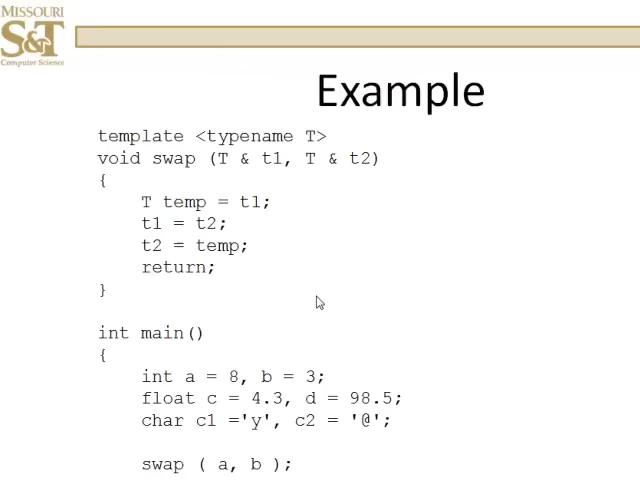 MISSOURI
S&T
Computer Science
Example
template <typename T>
void swap (T & t1, T & t2)
{
    T temp = t1;
    t1 = t2;
    t2 = temp;
    return;
}
int main()
{
    int a = 8, b = 3;
    float c = 4.3, d = 98.5;
    char c1 ='y', c2 = '@';
    swap ( a, b );